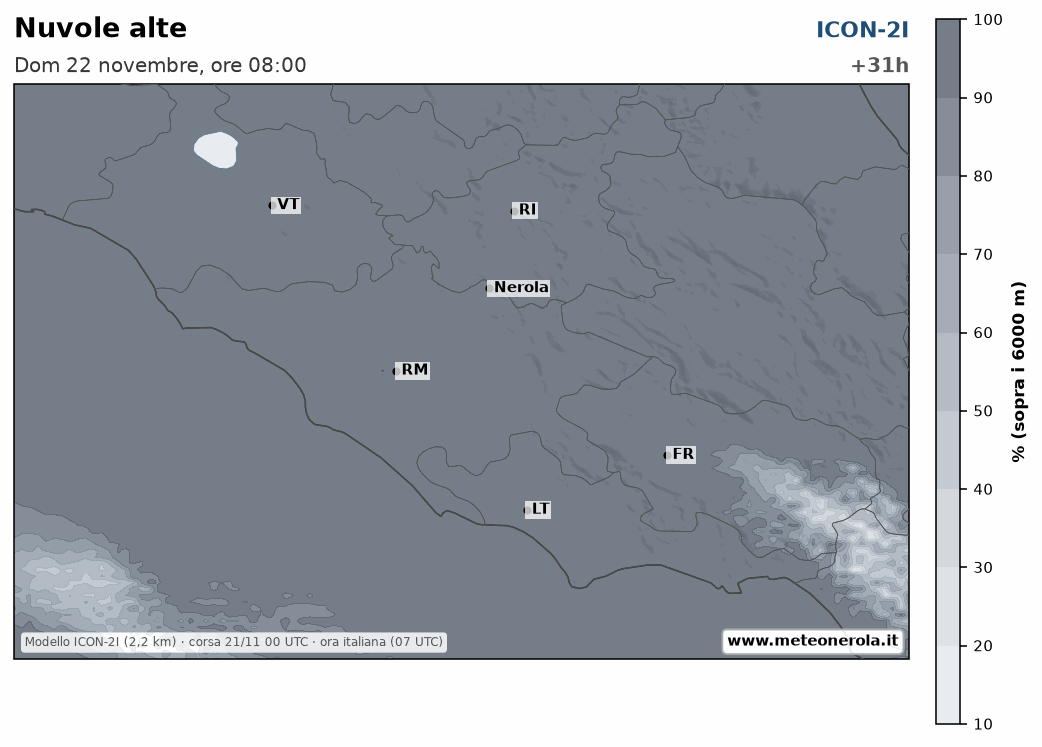 Nuvole alte
ICON-2I
Dom 22 novembre, ore 08:00
+31h
100
90
80
70
60
50
40
30
20
10
% (sopra i 6000 m)
VT
RI
Nerola
RM
FR
LT
Modello ICON-2I (2,2 km) · corsa 21/11 00 UTC · ora italiana (07 UTC)
www.meteonerola.it